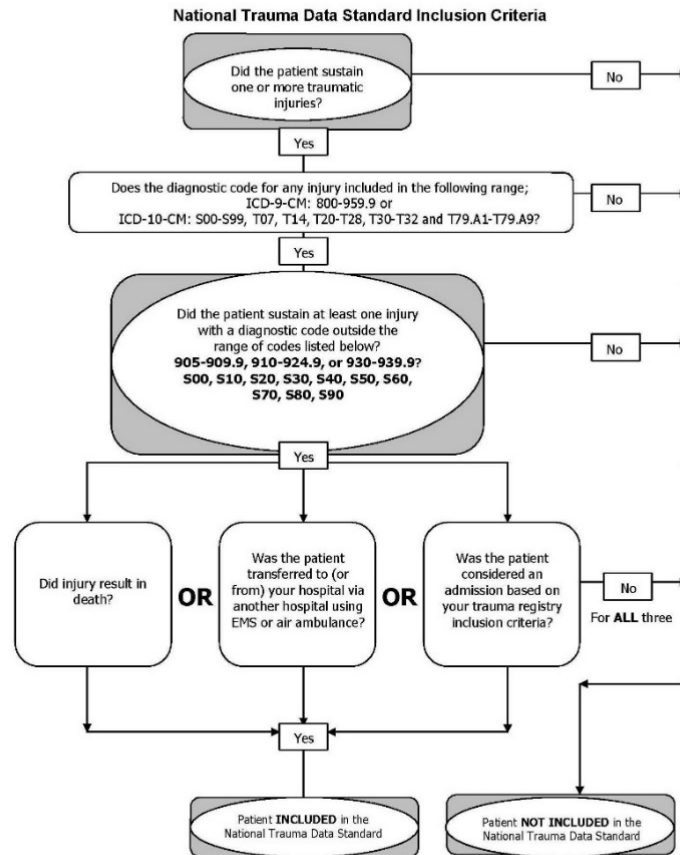 National Trauma Data Standard Inclusion Criteria
Did the patient sustain
one or more traumatic
injuries?
No
Yes
Does the diagnostic code for any injury included in the following range;
ICD-9-CM: 800-959.9 or
ICD-10-CM: S00-S99, T07, T14, T20-T28, T30-T32 and T79.A1-T79.A9?
No
Yes
Did the patient sustain at least one injury
with a diagnostic code outside the
range of codes listed below?
905-909.9, 910-924.9, or 930-939.9?
S00, S10, S20, S30, S40, S50, S60,
S70, S80, S90
No
Yes
Did injury result in
death?
OR
Was the patient
transferred to (or
from) your hospital via
another hospital using
EMS or air ambulance?
OR
Was the patient
considered an
admission based on
your trauma registry
inclusion criteria?
No
For ALL three
Yes
Patient INCLUDED in the
National Trauma Data Standard
Patient NOT INCLUDED in the
National Trauma Data Standard